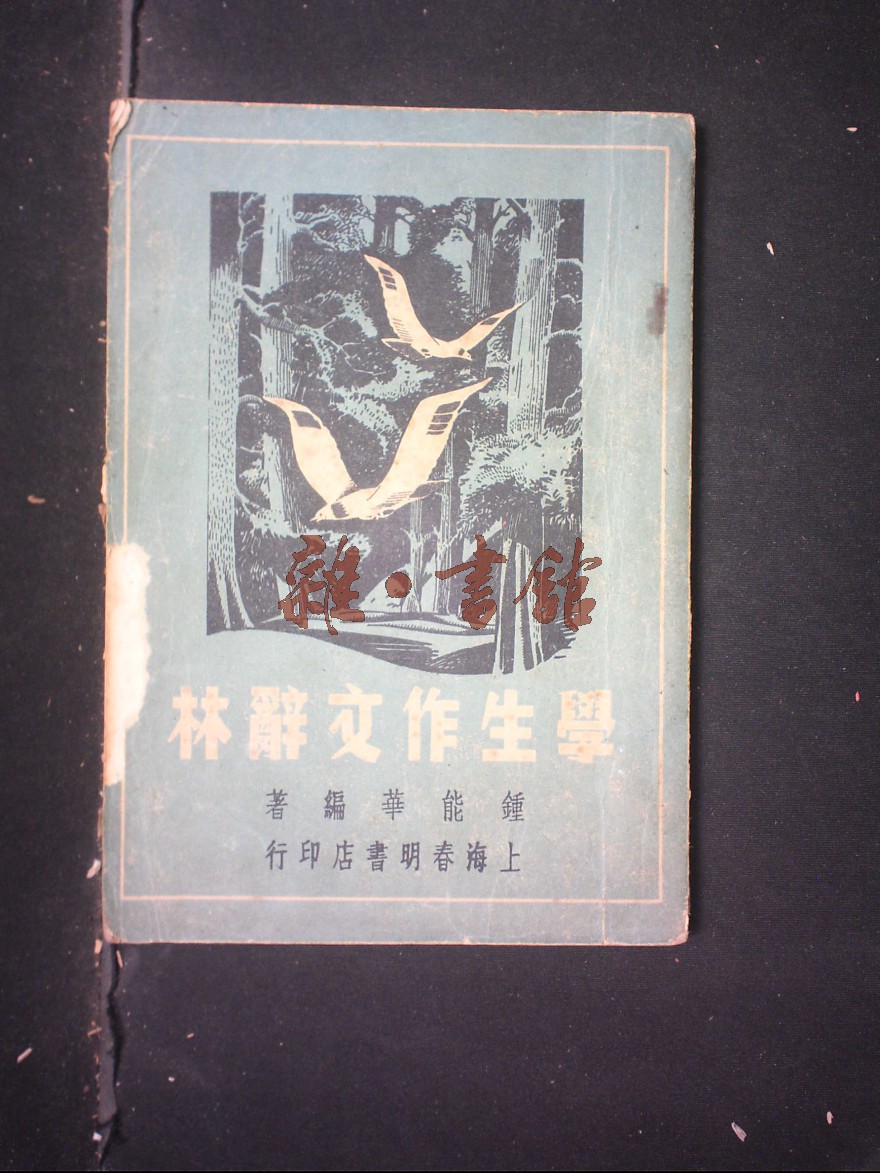 雜·書館
學生作文辭林
鍾能華編著
上海春明書店印行